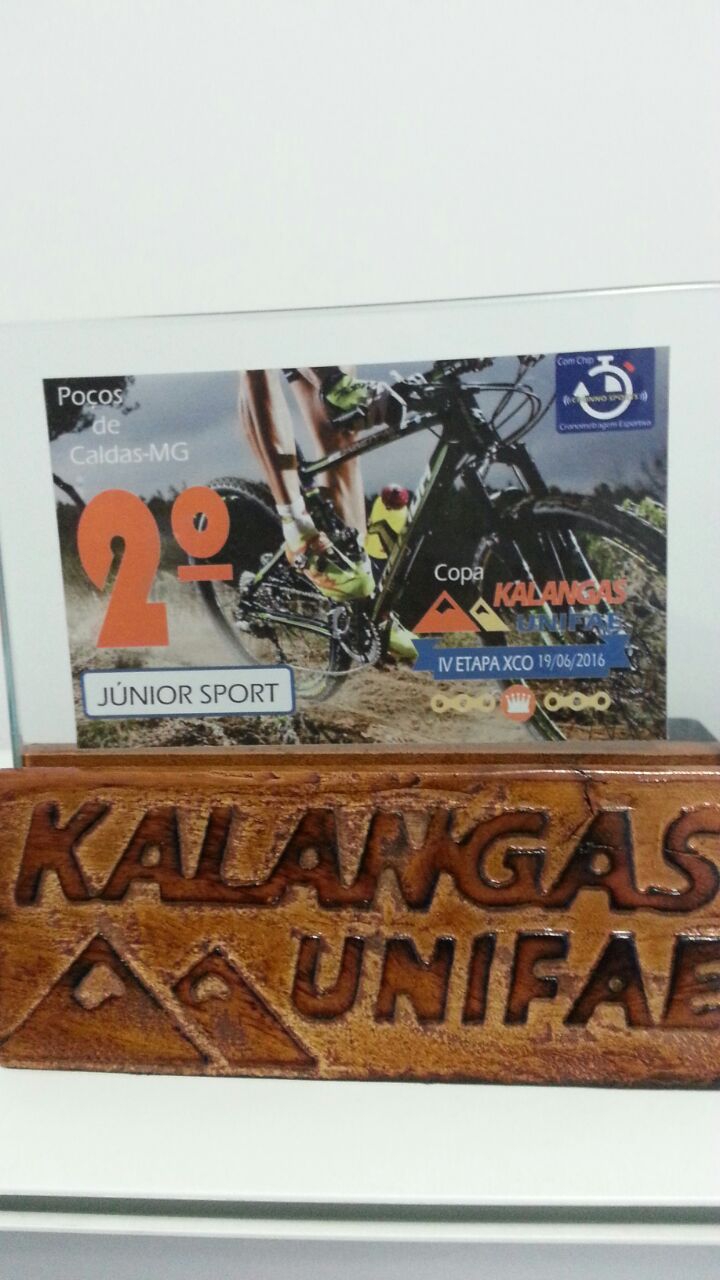 Poços
de
Caldas-MG
2º
JÚNIOR SPORT
Com Chip
Cronometragem Esportiva
Copa
KALANGAS
UNIFAE
IV ETAPA XCO 19/06/2016
KALANGAS
UNIFAE